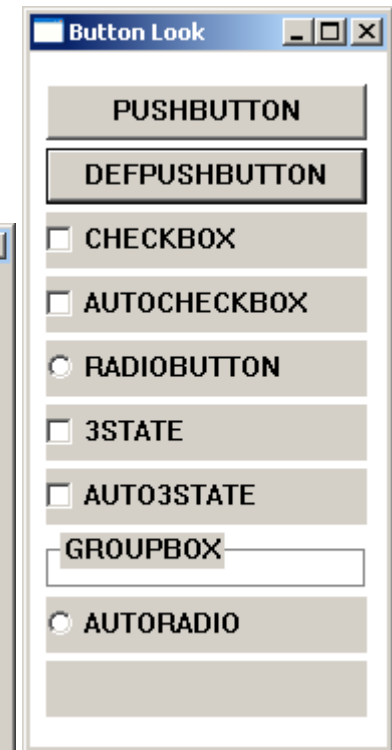 Button Look
PUSHBUTTON
DEFPUSHBUTTON
CHECKBOX
AUTOCHECKBOX
RADIOBUTTON
3STATE
AUTO3STATE
GROUPBOX
AUTORADIO